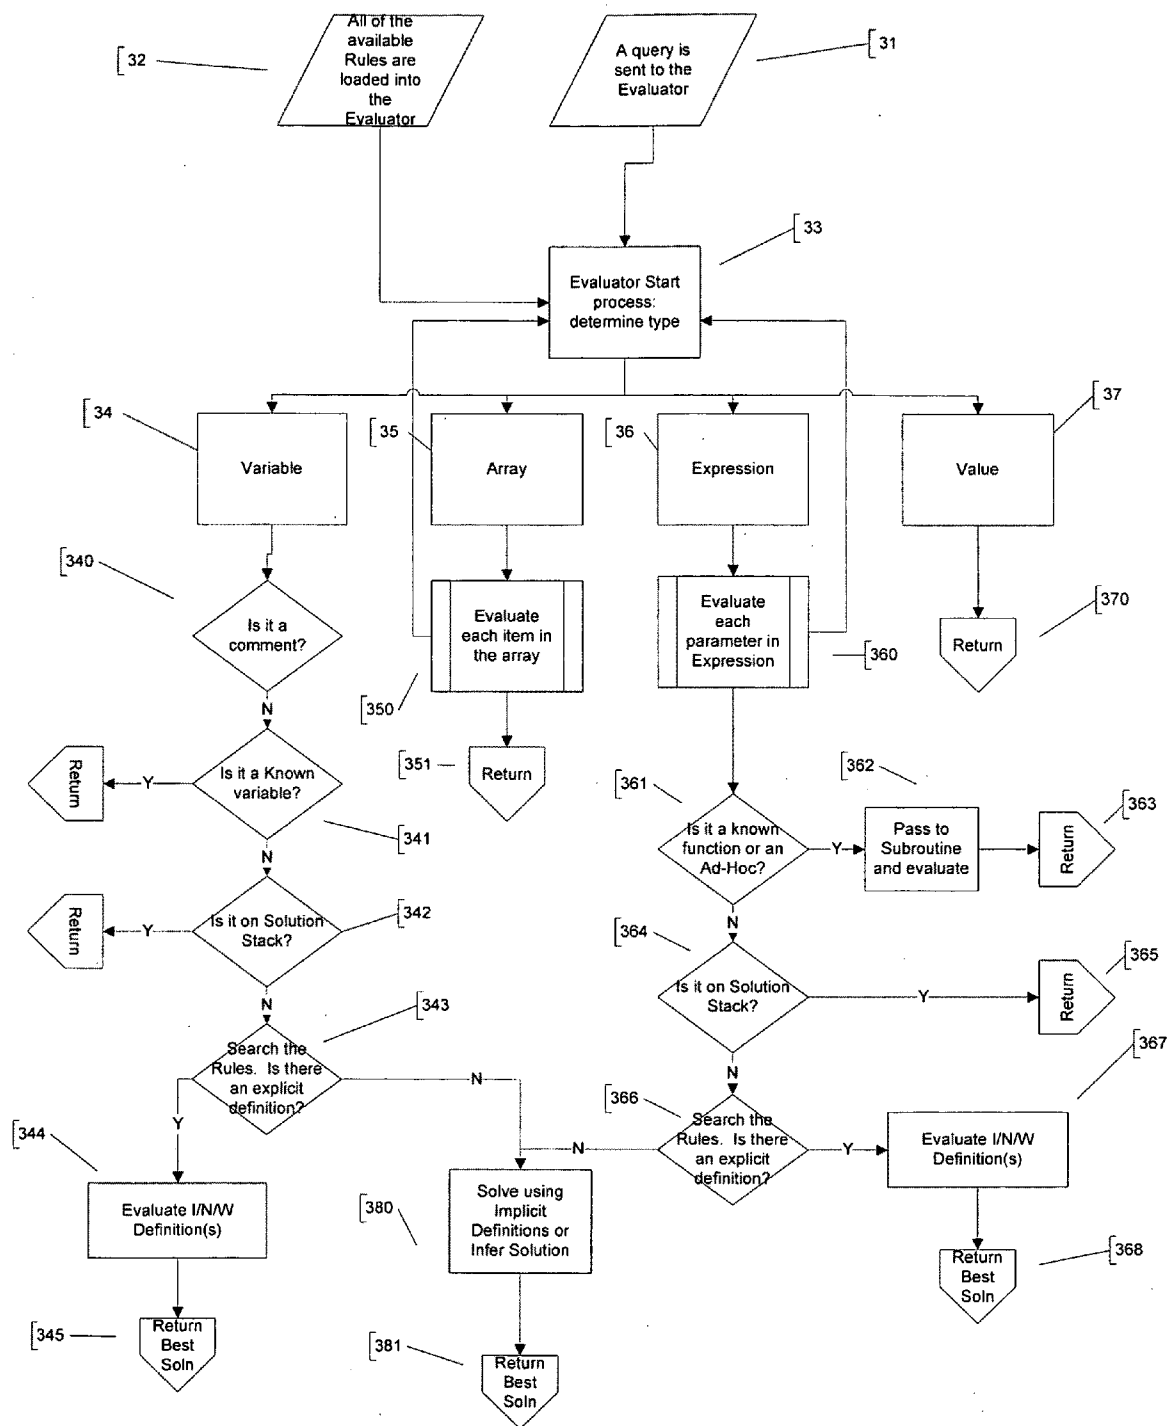 All of the
available
Rules are
loaded into
the
Evaluator
32
A query is
sent to the
Evaluator
31
33
Evaluator Start
process:
determine type
34
Variable
35
Array
36
Expression
37
Value
340
Is it a
comment?
N
350
Evaluate
each item in
the array
Evaluate
each
parameter in
Expression
360
370
Return
Return
Y
Is it a Known
variable?
341
N
351
Return
361
Is it a known
function or an
Ad-Hoc?
Y
N
362
Pass to
Subroutine
and evaluate
363
Return
Return
Y
Is it on Solution
Stack?
342
N
364
Is it on Solution
Stack?
Y
N
365
Return
343
Search the
Rules. Is there
an explicit
definition?
N
Y
366
Search the
Rules. Is there
an explicit
definition?
N
Y
367
Evaluate I/N/W
Definition(s)
344
Evaluate I/N/W
Definition(s)
380
Solve using
Implicit
Definitions or
Infer Solution
368
Return
Best
Soln
345
Return
Best
Soln
381
Return
Best
Soln